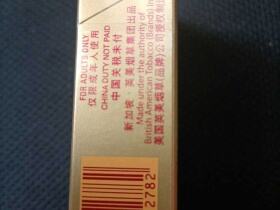 FOR ADULTS ONLY
仅限成年人使用
CHINA DUTY NOT PAID
中国关税未付
新加坡·英美烟草集团出品
Made under the authority of
British American Tobacco (Brands) Inc
美国英美烟草(品牌)公司授权制造
2782